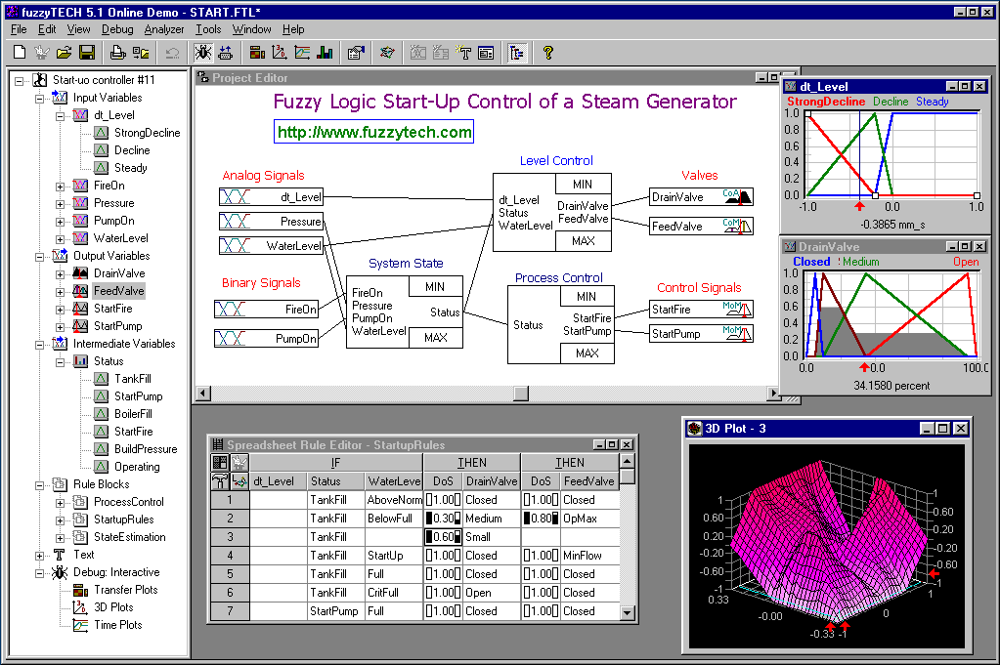 fuzzyTECH 5.1 Online Demo - START.FTL*
File Edit View Debug Analyzer Tools Window Help
Start-uo controller #11
Input Variables
dt_Level
StrongDecline
Decline
Steady
FireOn
Pressure
PumpOn
WaterLevel
Output Variables
DrainValve
FeedValve
StartFire
StartPump
Intermediate Variables
Status
TankFill
StartPump
BoilerFill
StartFire
BuildPressure
Operating
Rule Blocks
ProcessControl
StartupRules
StateEstimation
Text
Debug: Interactive
Transfer Plots
3D Plots
Time Plots
Project Editor
Fuzzy Logic Start-Up Control of a Steam Generator
http://www.fuzzytech.com
Analog Signals
dt_Level
Pressure
WaterLevel
Binary Signals
FireOn
PumpOn
System State
FireOn
Pressure
PumpOn
WaterLevel
MIN
Status
MAX
Level Control
dt_Level
Status
WaterLevel
MIN
DrainValve
FeedValve
MAX
Process Control
Status
MIN
StartFire
StartPump
MAX
Valves
DrainValve CoA
FeedValve CoM
Control Signals
StartFire MoM
StartPump MoM
dt_Level
StrongDecline Decline Steady
1.0
0.8
0.6
0.4
0.2
0.0
-1.0 0.0 1.0
-0.3865 mm_s
DrainValve
Closed ! Medium Open
1.0
0.8
0.6
0.4
0.2
0.0
0.0 0.0 100.0
34.1580 percent
Spreadsheet Rule Editor - StartupRules
IF THEN THEN
dt_Level Status WaterLeve DoS DrainValve DoS FeedValve
1 TankFill AboveNorm [1.00] Closed [1.00] Closed
2 TankFill BelowFull 0.30 Medium 0.80 OpMax
3 TankFill 0.60 Small
4 TankFill StartUp [1.00] Closed [1.00] MinFlow
5 TankFill Full [1.00] Closed [1.00] Closed
6 TankFill CritFull [1.00] Open [1.00] Closed
7 StartPump Full [1.00] Closed [1.00] Closed
3D Plot - 3
1
0.60
0.20
-0.20
-0.60
-1
0.33
-0.00
-0.33
-1
0
1
1
0.60
0.20
-0.20
-0.60